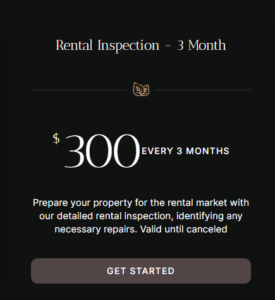 Rental Inspection - 3 Month
$300 EVERY 3 MONTHS
Prepare your property for the rental market with
our detailed rental inspection, identifying any
necessary repairs. Valid until canceled
GET STARTED